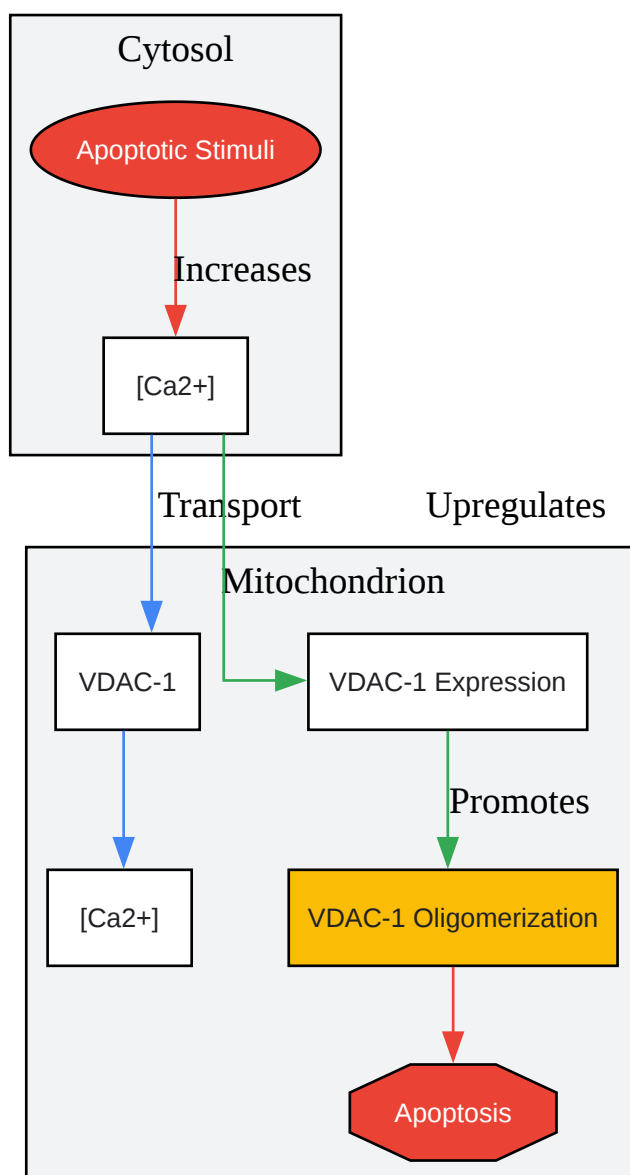 Cytosol
Apoptotic Stimuli
Increases
[Ca2+]
Transport
Upregulates
Mitochondrion
VDAC-1
VDAC-1 Expression
Promotes
[Ca2+]
VDAC-1 Oligomerization
Apoptosis